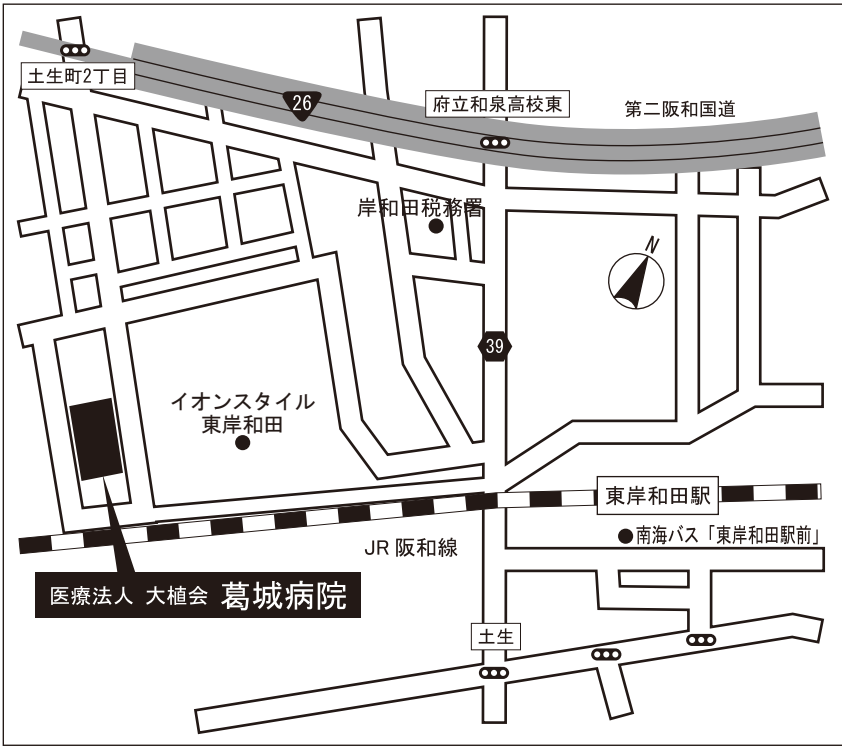 土生町2丁目
26
府立和泉高校東
第二阪和国道
岸和田税務署
N
39
イオンスタイル
東岸和田
東岸和田駅
南海バス「東岸和田駅前」
JR 阪和線
医療法人 大植会 葛城病院
土生